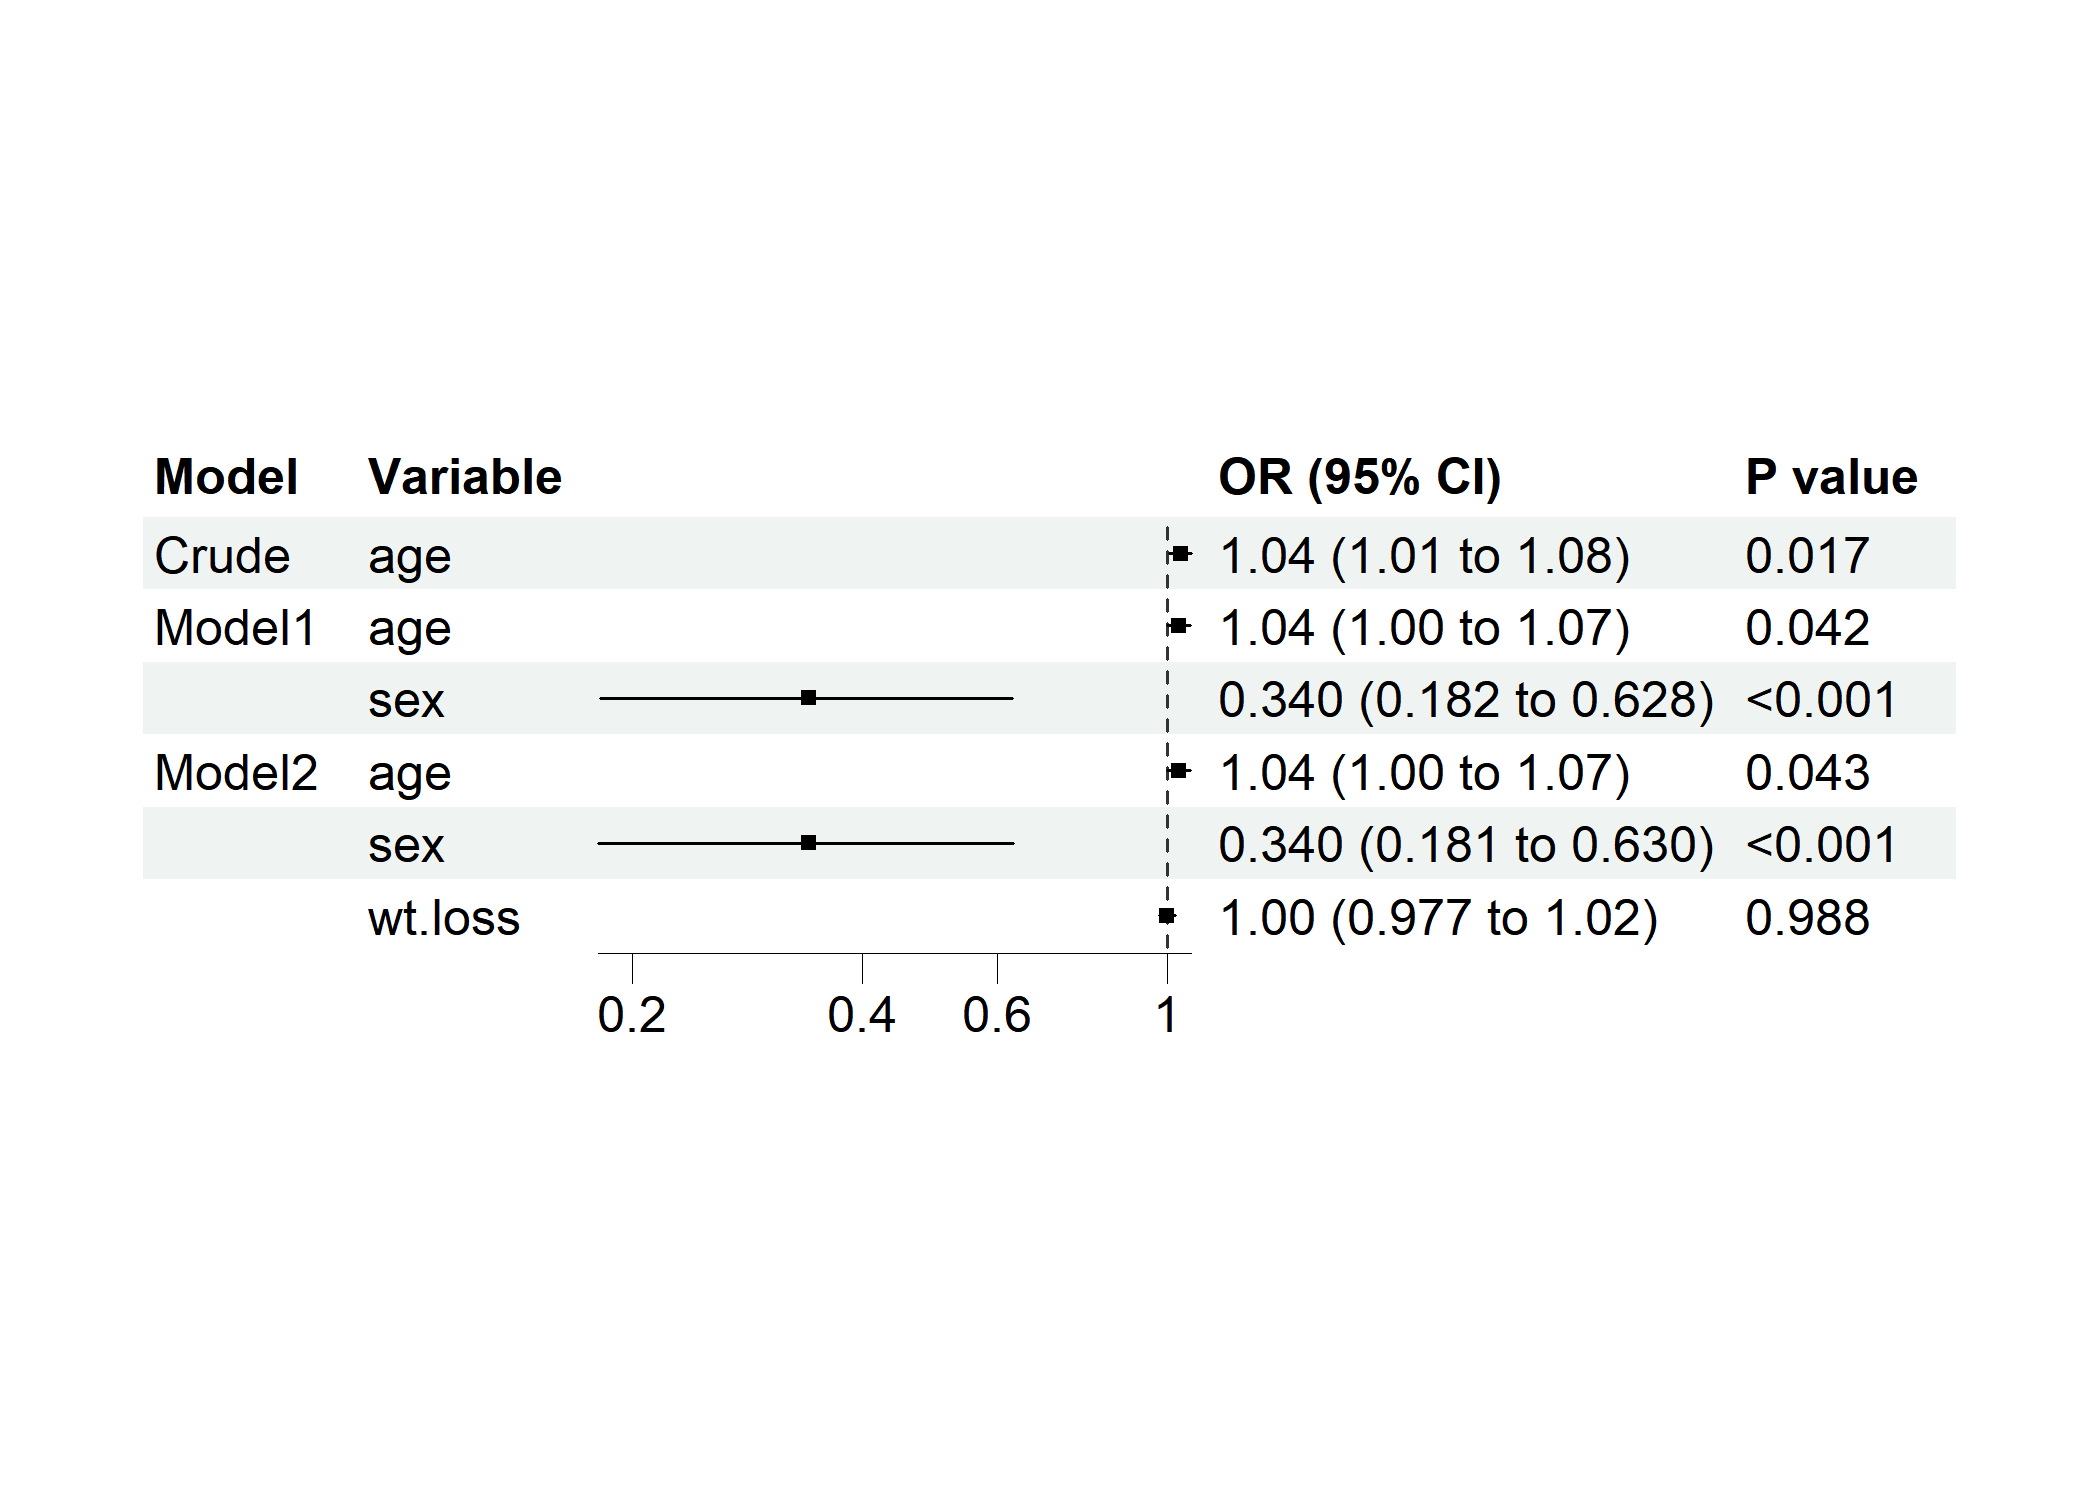 Model Variable OR (95% CI) P value
Crude age 1.04 (1.01 to 1.08) 0.017
Model1 age 1.04 (1.00 to 1.07) 0.042
sex 0.340 (0.182 to 0.628) <0.001
Model2 age 1.04 (1.00 to 1.07) 0.043
sex 0.340 (0.181 to 0.630) <0.001
wt.loss 1.00 (0.977 to 1.02) 0.988
0.2 0.4 0.6 1